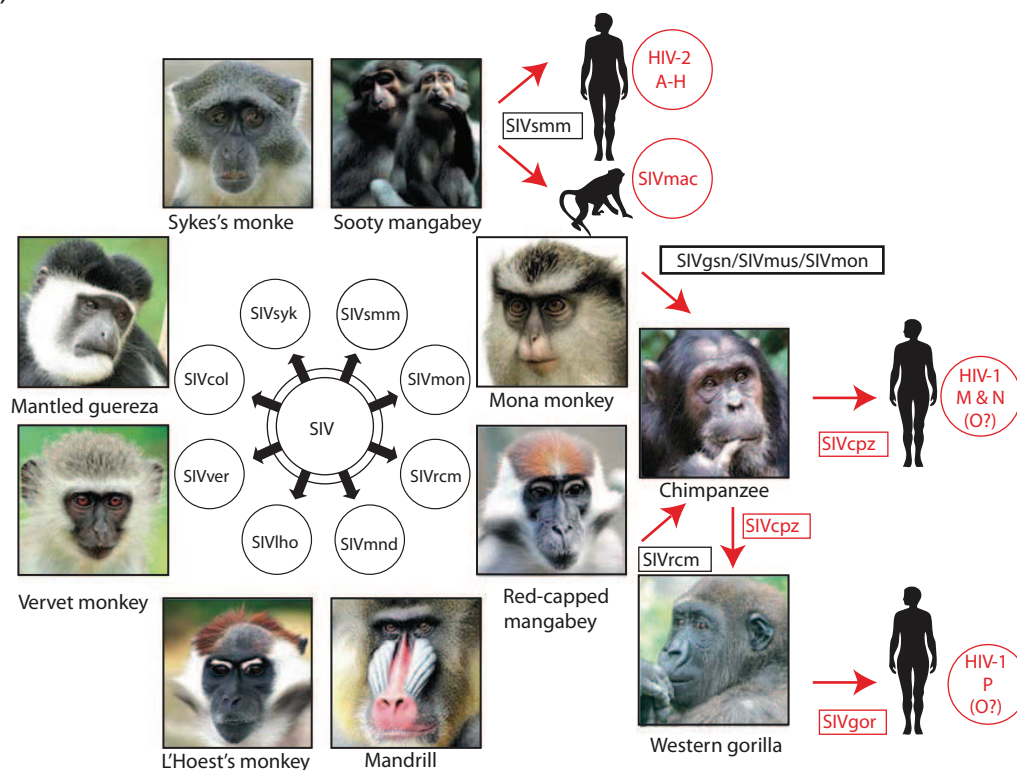 )
HIV-2
A-H
SIVsmm
SIVmac
Sykes's monke
Sooty mangabey
SIVgsn/SIVmus/SIVmon
SIVsyk
SIVsmm
SIVcol
SIVmon
Mantled guereza
Mona monkey
SIV
HIV-1
M & N
(O?)
SIVcpz
SIVver
SIVrcm
Chimpanzee
SIVcpz
SIVlho
SIVmnd
SIVrcm
Vervet monkey
Red-capped
mangabey
HIV-1
P
(O?)
SIVgor
L'Hoest's monkey
Mandrill
Western gorilla